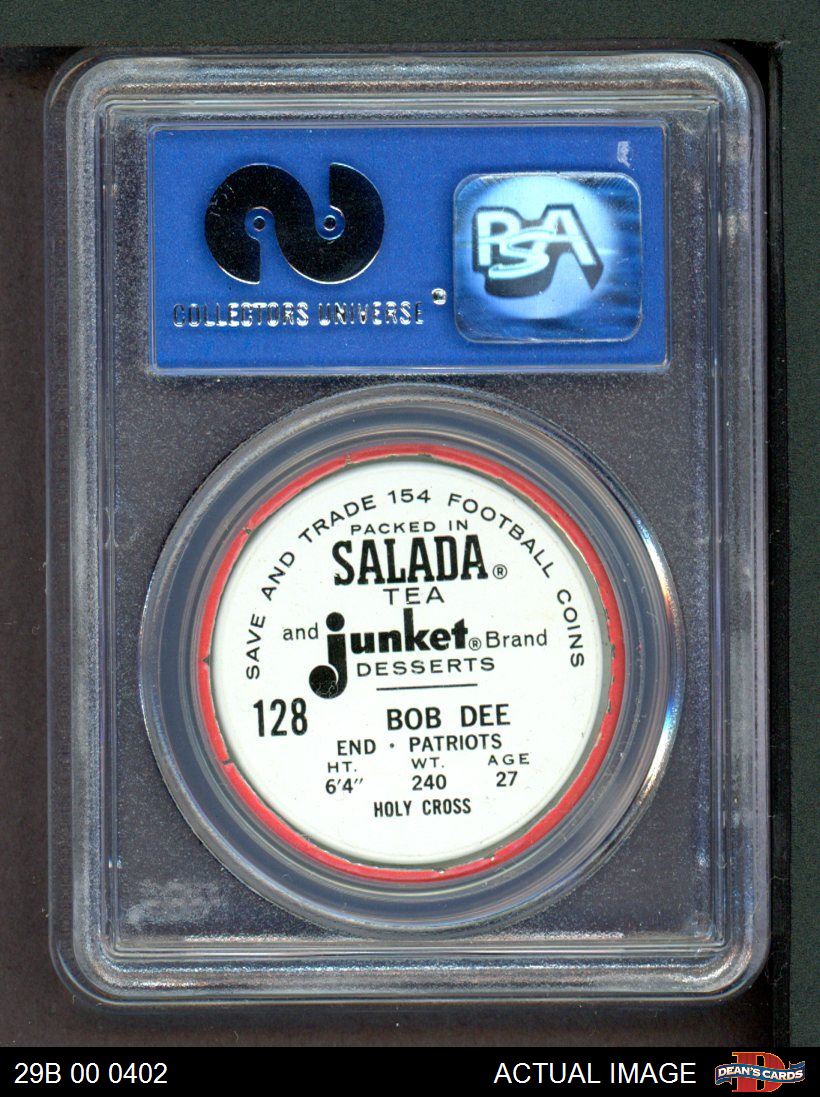 COLLECTORS UNIVERSE®
PSA
SAVE AND TRADE 154 FOOTBALL COINS
PACKED IN
SALADA®
TEA
and junket® Brand
DESSERTS
128 BOB DEE
END · PATRIOTS
HT. WT. AGE
6'4" 240 27
HOLY CROSS
29B 00 0402 ACTUAL IMAGE DEAN'S CARDS